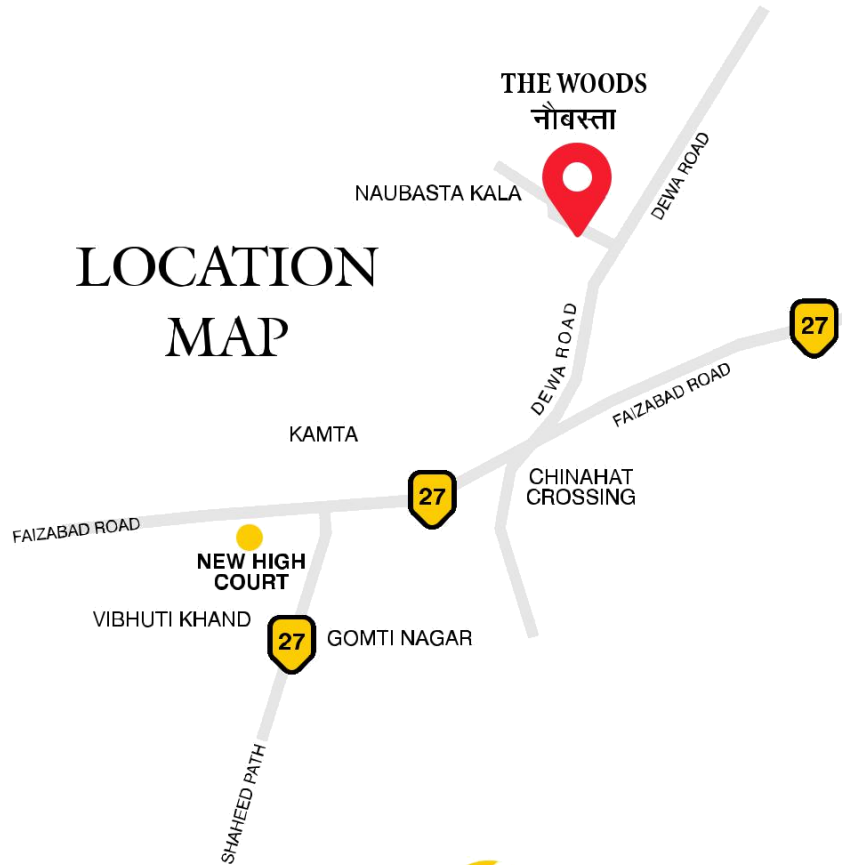 THE WOODS
नौबस्ता
NAUBASTA KALA
DEWA ROAD
LOCATION
MAP
27
DEWA ROAD
FAIZABAD ROAD
KAMTA
27
CHINAHAT
CROSSING
FAIZABAD ROAD
NEW HIGH
COURT
VIBHUTI KHAND
27
GOMTI NAGAR
SHAHEED PATH